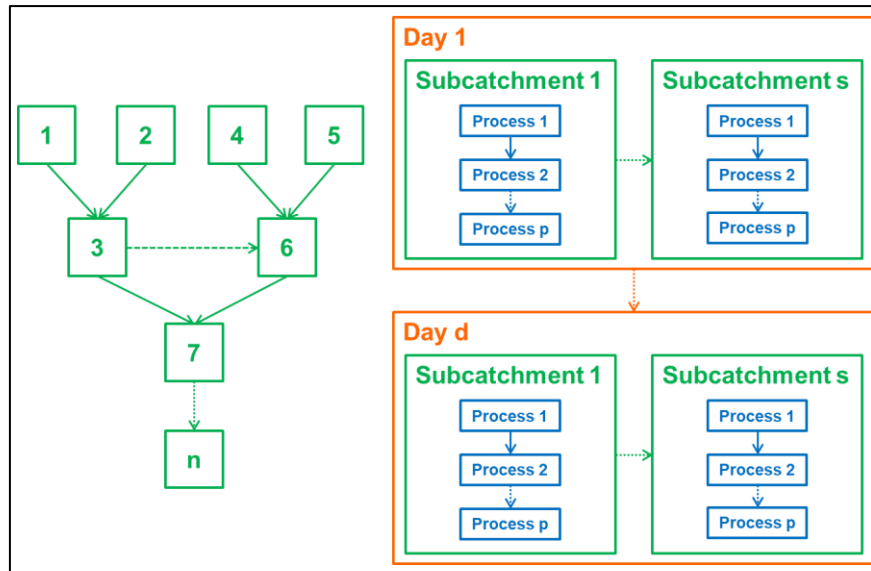 1
2
4
5
3
6
7
n
Day 1
Subcatchment 1
Process 1
Process 2
Process p
Subcatchment s
Process 1
Process 2
Process p
Day d
Subcatchment 1
Process 1
Process 2
Process p
Subcatchment s
Process 1
Process 2
Process p